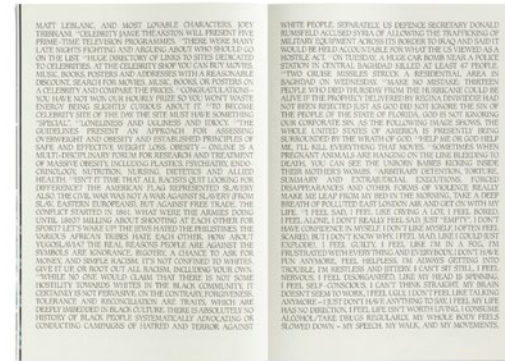 MATT LEBLANC, AND MOST LOVABLE CHARACTERS, JOEY
TRIBBIANI. "CELEBRITY JAMIE THEAKSTON WILL PRESENT FIVE
PRIME-TIME TELEVISION PROGRAMMES. "THERE WERE MANY
LATE NIGHTS FIGHTING AND ARGUING ABOUT WHO SHOULD GO
ON THE LIST "HUGE DIRECTORY OF LINKS TO SITES DEDICATED
TO CELEBRITIES. AT THE CELEBRITY SHOP YOU CAN BUY MOVIES,
MUSIC, BOOKS, POSTERS AND ADDRESSES WITH A REASONABLE
DISCOUNT, SEARCH FOR MOVIES, MUSIC, BOOKS, OR POSTERS ON
A CELEBRITY AND COMPARE THE PRICES. "CONGRATULATIONS –
YOU HAVE NOT WON OUR HOURLY PRIZE! SO YOU WON'T WASTE
ENERGY BEING SLIGHTLY CURIOUS ABOUT IT. "TO BECOME
CELEBRITY SITE OF THE DAY THE SITE MUST HAVE SOMETHING
"SPECIAL". "LONELINESS AND UGLINESS AND IDIOCY. "THE
GUIDELINES PRESENT AN APPROACH FOR ASSESSING
OVERWEIGHT AND OBESITY AND ESTABLISHED PRINCIPLES OF
SAFE AND EFFECTIVE WEIGHT LOSS. OBESITY – ONLINE IS A
MULTI-DISCIPLINARY FORUM FOR RESEARCH AND TREATMENT
OF MASSIVE OBESITY, INCLUDING PLASTICS, PSYCHIATRY, ENDO-
CRINOLOGY, NUTRITION, NURSING, DIETETICS AND ALLIED
HEALTH. "ISN'T IT TIME THAT ALL RACISTS QUIT LOOKING FOR
DIFFERENCE? THE AMERICAN FLAG REPRESENTED SLAVERY
ALSO. THE CIVIL WAR WAS NOT A WAR AGAINST SLAVERY (FROM
SLAV, EASTERN EUROPEANS), BUT AGAINST FREE TRADE. THE
CONFLICT STARTED IN 1861. WHAT WERE THE ARMIES DOING
UNTIL 1863? MILLING ABOUT SHOOTING AT EACH OTHER FOR
SPORT? LET'S WAKE UP! THE JEWS HATED THE PHILISTINES, THE
VARIOUS AFRICAN TRIBES HATE EACH OTHER, HOW ABOUT
YUGOSLAVIA? THE REAL REASONS PEOPLE ARE AGAINST THE
SYMBOLS ARE IGNORANCE, BIGOTRY, A CHANCE TO ASK FOR
MONEY, AND SIMPLE RACISM, IT'S NOT CONFINED TO WHITES.
GIVE IT UP, OR ROOT OUT ALL RACISM, INCLUDING YOUR OWN.
"WHILE NO ONE WOULD CLAIM THAT THERE IS NOT SOME
HOSTILITY TOWARDS WHITES IN THE BLACK COMMUNITY, IT
CERTAINLY IS NOT PERVASIVE. ON THE CONTRARY, FORGIVENESS,
TOLERANCE AND RECONCILIATION ARE TRAITS, WHICH ARE
DEEPLY IMBEDDED IN BLACK CULTURE. THERE IS ABSOLUTELY NO
HISTORY OF BLACK PEOPLE SYSTEMATICALLY ADVOCATING OR
CONDUCTING CAMPAIGNS OF HATRED AND TERROR AGAINST
WHITE PEOPLE. SEPARATELY, US DEFENCE SECRETARY DONALD
RUMSFELD ACCUSED SYRIA OF ALLOWING THE TRAFFICKING OF
MILITARY EQUIPMENT ACROSS ITS BORDER TO IRAQ AND SAID IT
WOULD BE HELD ACCOUNTABLE FOR WHAT THE US VIEWED AS A
HOSTILE ACT. "ON TUESDAY, A HUGE CAR BOMB NEAR A POLICE
STATION IN CENTRAL BAGHDAD KILLED AT LEAST 47 PEOPLE.
"TWO CRUISE MISSILES STRUCK A RESIDENTIAL AREA IN
BAGHDAD ON WEDNESDAY. "MAKE NO MISTAKE THIRTEEN
PEOPLE WHO DIED THURSDAY FROM THE HURRICANE COULD BE
ALIVE IF THE PROPHECY DELIVERED BY REGINA DINWIDDIE HAD
NOT BEEN REJECTED! JUST AS GOD DID NOT IGNORE THE SIN OF
THE PEOPLE OF THE STATE OF FLORIDA, GOD IS NOT IGNORING
OUR CORPORATE SIN. AS THE FOLLOWING IMAGE SHOWS, THE
WHOLE UNITED STATES OF AMERICA IS PRESENTLY BEING
SURROUNDED BY THE WRATH OF GOD. "HELP ME OR GOD HELP
ME, I'LL KILL EVERYTHING THAT MOVES. "SOMETIMES WHEN
PREGNANT ANIMALS ARE HANGING ON THE LINE BLEEDING TO
DEATH, YOU CAN SEE THE UNBORN BABIES KICKING INSIDE
THEIR MOTHER'S WOMBS. "ARBITRARY DETENTION, TORTURE,
SUMMARY AND EXTRAJUDICIAL EXECUTIONS, FORCED
DISAPPEARANCES AND OTHER FORMS OF VIOLENCE REALLY
MAKE ME LEAP FROM MY BED IN THE MORNING, TAKE A DEEP
BREATH OF POLLUTED EAST LONDON AIR AND GET ON WITH MY
LIFE. "I FEEL SAD, I FEEL LIKE CRYING A LOT, I FEEL BORED,
I FEEL ALONE, I DON'T REALLY FEEL SAD JUST "EMPTY", I DON'T
HAVE CONFIDENCE IN MYSELF, I DON'T LIKE MYSELF, I OFTEN FEEL
SCARED, BUT I DON'T KNOW WHY, I FEEL MAD, LIKE I COULD JUST
EXPLODE!, I FEEL GUILTY, I FEEL LIKE I'M IN A FOG, I'M
FRUSTRATED WITH EVERYTHING AND EVERYBODY, I DON'T HAVE
FUN ANYMORE, FEEL HELPLESS, I'M ALWAYS GETTING INTO
TROUBLE, I'M RESTLESS AND JITTERY. I CAN'T SIT STILL, I FEEL
NERVOUS, I FEEL DISORGANIZED, LIKE MY HEAD IS SPINNING,
I FEEL SELF-CONSCIOUS, I CAN'T THINK STRAIGHT. MY BRAIN
DOESN'T SEEM TO WORK, I FEEL UGLY, I DON'T FEEL LIKE TALKING
ANYMORE – I JUST DON'T HAVE ANYTHING TO SAY, I FEEL MY LIFE
HAS NO DIRECTION, I FEEL LIFE ISN'T WORTH LIVING, I CONSUME
ALCOHOL/TAKE DRUGS REGULARLY, MY WHOLE BODY FEELS
SLOWED DOWN – MY SPEECH, MY WALK, AND MY MOVEMENTS,